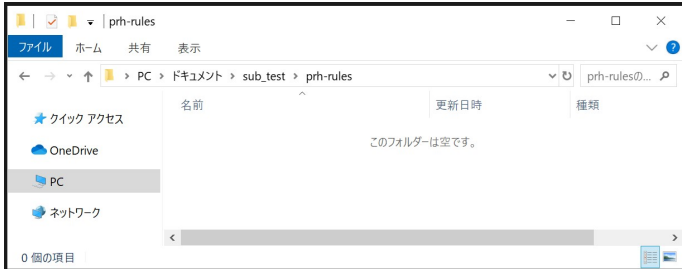 prh-rules
ファイル ホーム 共有 表示
PC ドキュメント sub_test prh-rules prh-rulesの...
名前 更新日時 種類
クイック アクセス
このフォルダーは空です。
OneDrive
PC
ネットワーク
0 個の項目